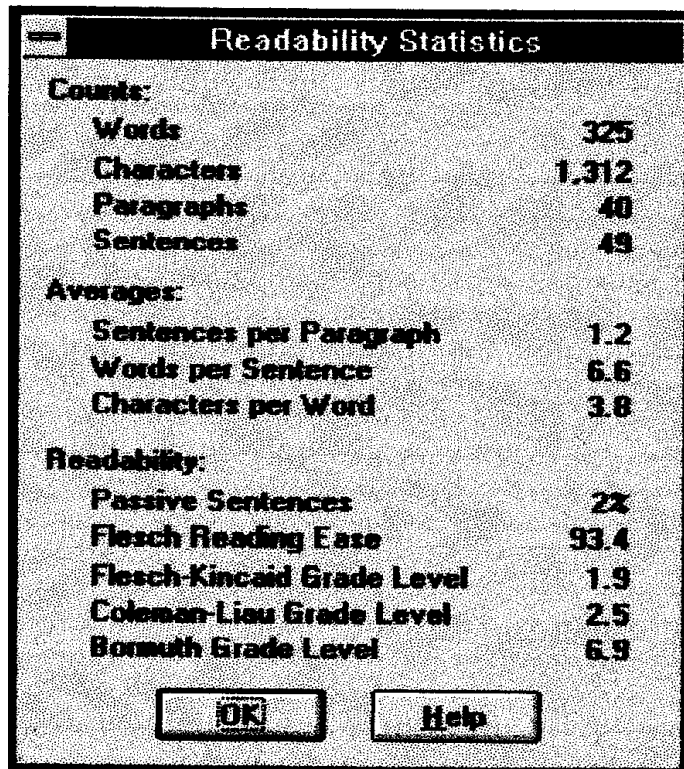 Readability Statistics
Counts:
Words 325
Characters 1,312
Paragraphs 40
Sentences 49
Averages:
Sentences per Paragraph 1.2
Words per Sentence 6.6
Characters per Word 3.8
Readability:
Passive Sentences 2%
Flesch Reading Ease 93.4
Flesch-Kincaid Grade Level 1.9
Coleman-Liau Grade Level 2.5
Bormuth Grade Level 6.9
OK Help